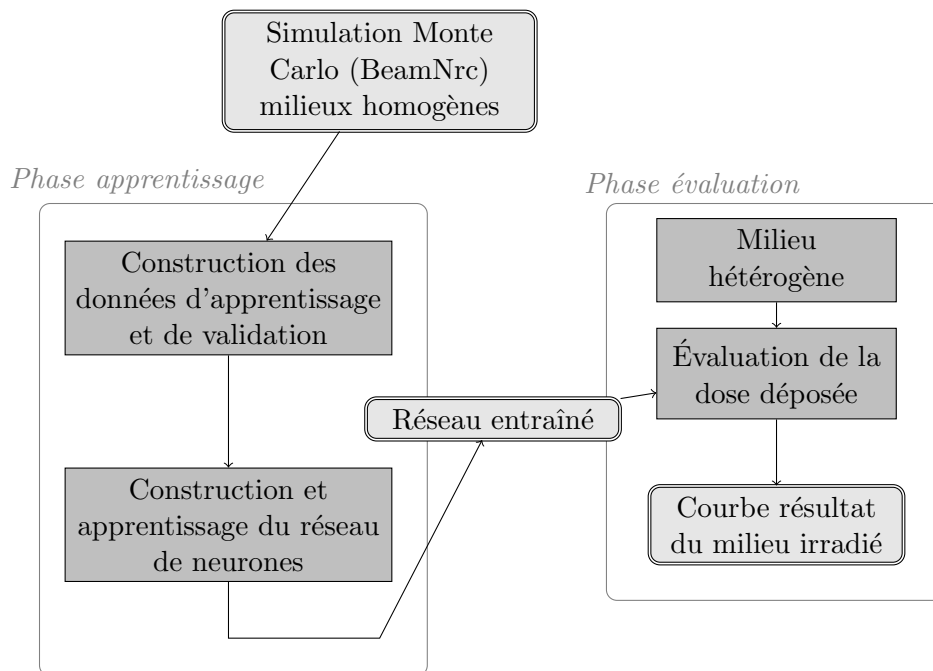 Simulation Monte
Carlo (BeamNrc)
milieux homogènes
Phase apprentissage
Construction des
données d'apprentissage
et de validation
Construction et
apprentissage du réseau
de neurones
Réseau entraîné
Phase évaluation
Milieu
hétérogène
Évaluation de la
dose déposée
Courbe résultat
du milieu irradié